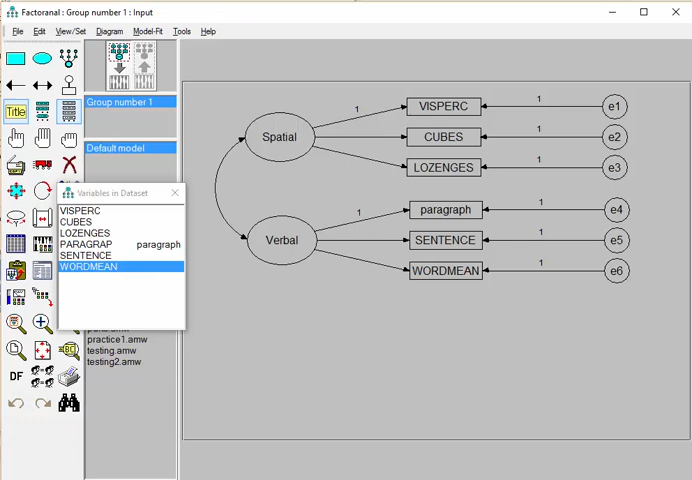 Factoranal : Group number 1 : Input
File Edit View/Set Diagram Model-Fit Tools Help
Title
Group number 1
Default model
Variables in Dataset
VISPERC
CUBES
LOZENGES
PARAGRAP paragraph
SENTENCE
WORDMEAN
practice1.amw
testing.amw
testing2.amw
DF
Spatial
Verbal
1
VISPERC
1
e1
CUBES
1
e2
LOZENGES
1
e3
1
paragraph
1
e4
SENTENCE
1
e5
WORDMEAN
1
e6